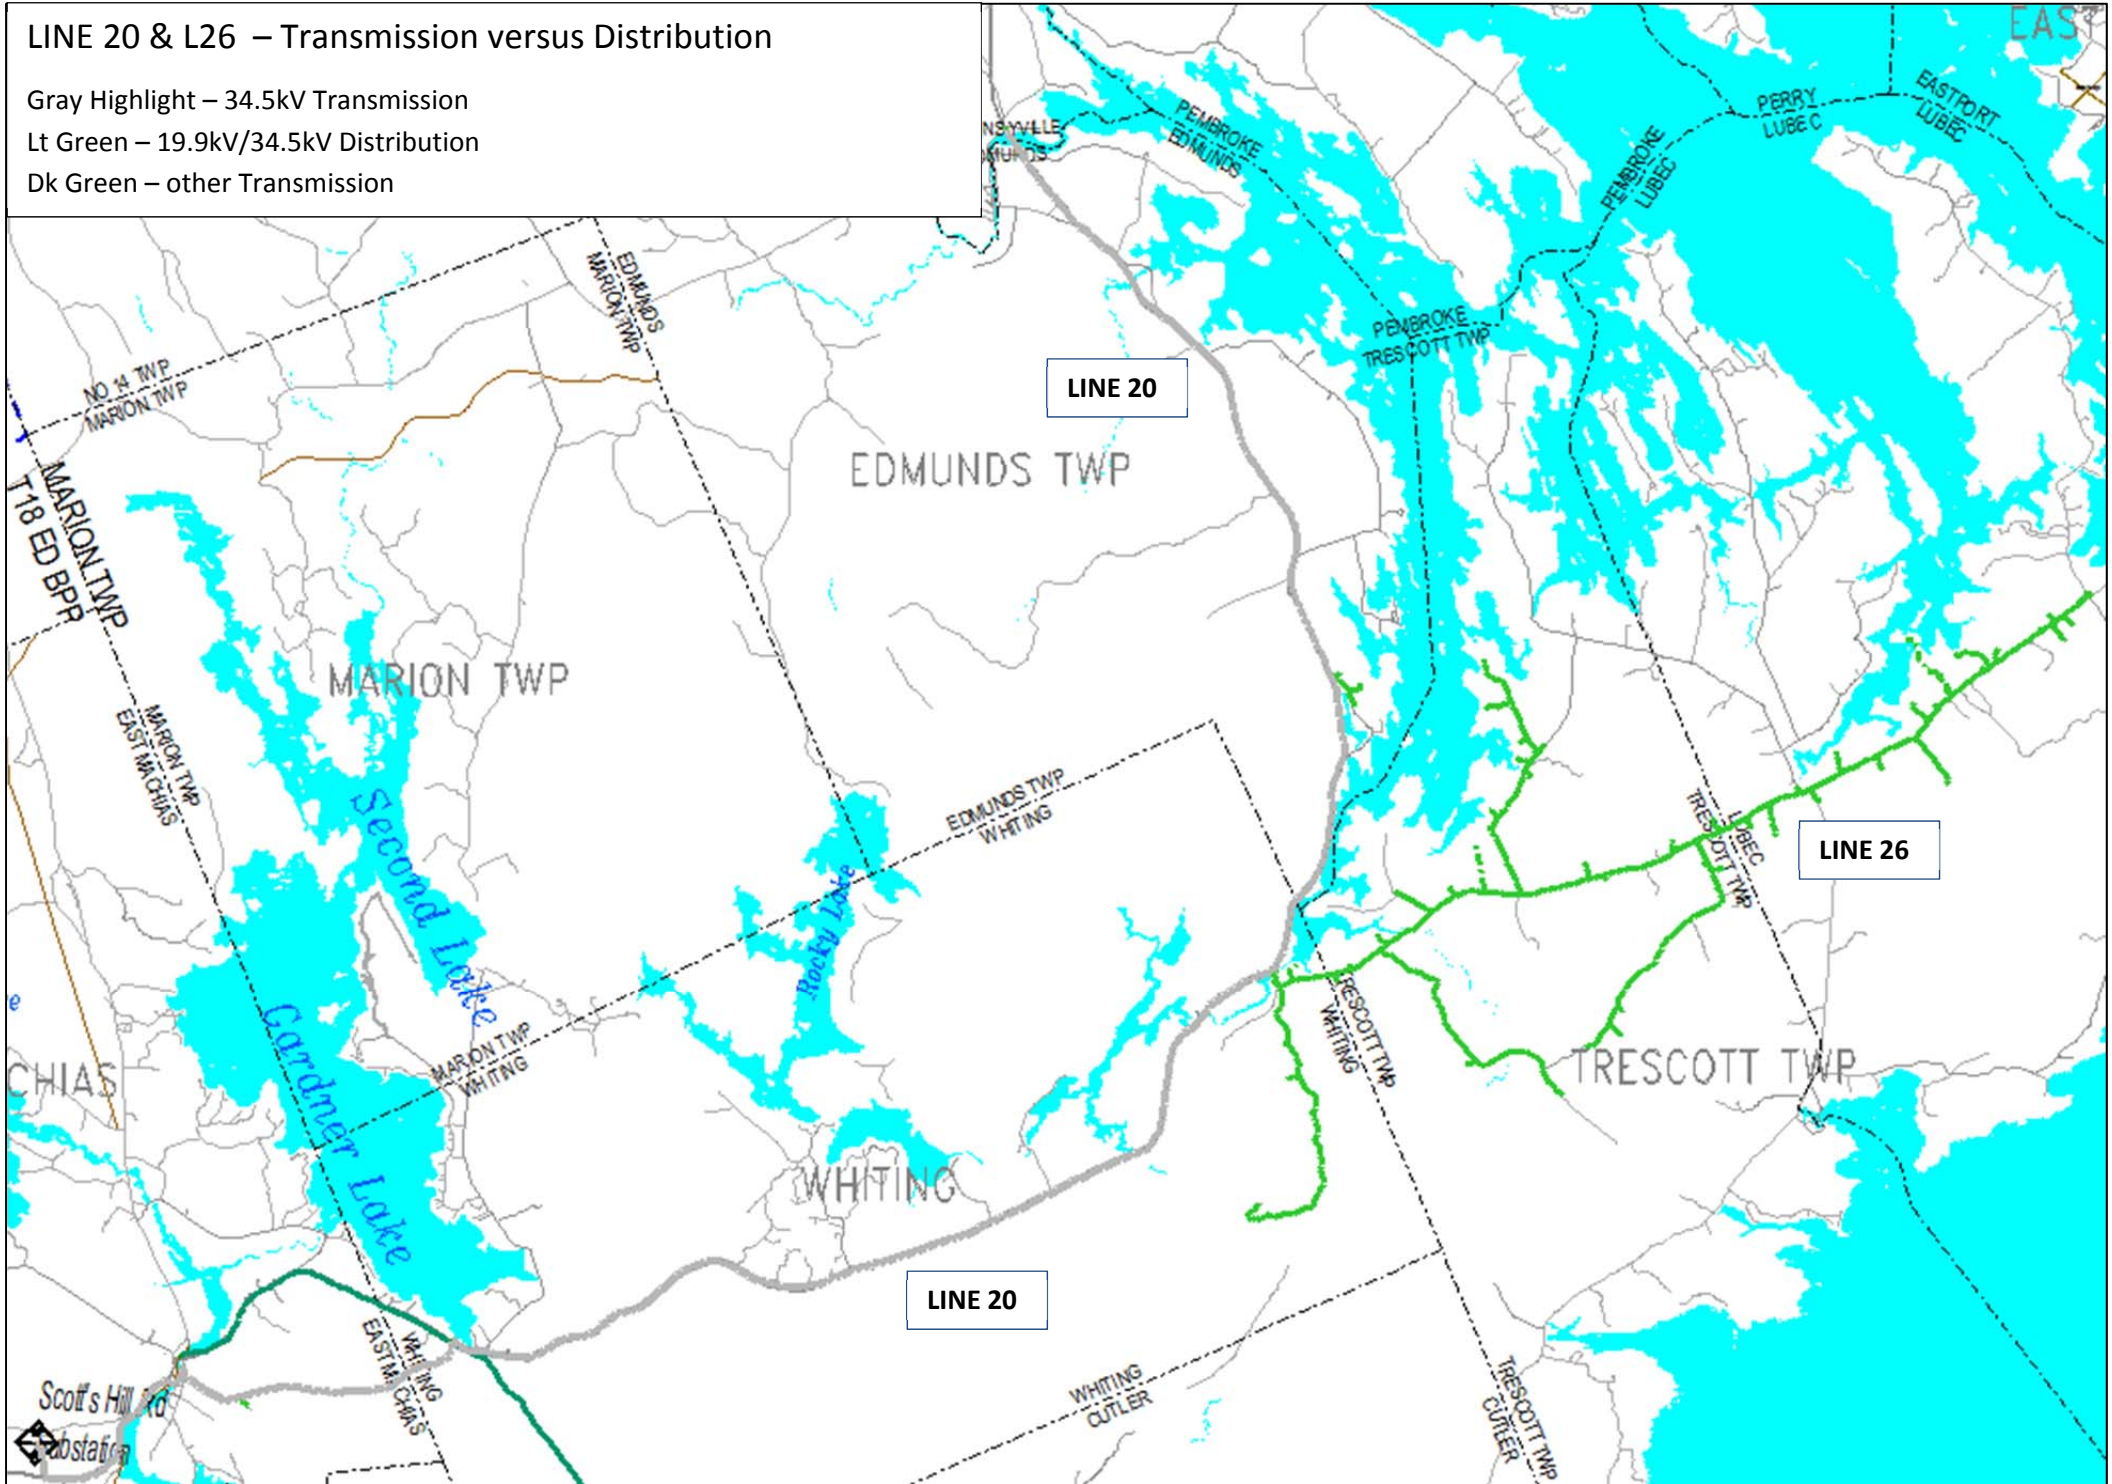 LINE 20 & L26 – Transmission versus Distribution
Gray Highlight – 34.5kV Transmission
Lt Green – 19.9kV/34.5kV Distribution
Dk Green – other Transmission
EAST
PERRY
LUBEC
EASTPORT
LUBEC
PEMBROKE
EDMUNDS
PEMBROKE
LUBEC
NSYVILLE
EDMUNDS
MARION TWP
PEMBROKE
TRESCOTT TWP
NO 14 TWP
MARION TWP
LINE 20
EDMUNDS TWP
MARION TWP
T18 ED BPP
MARION TWP
MARION TWP
EAST MACHIAS
EDMUNDS TWP
WHITING
Second Lake
Rocky Lake
LUBEC
TRESCOTT TWP
LINE 26
Gardner Lake
MARION TWP
WHITING
TRESCOTT TWP
WHITING
CHIAS
TRESCOTT TWP
WHITING
LINE 20
WHITING
EAST M CHIAS
WHITING
CUTLER
TRESCOTT TWP
CUTLER
Scott's Hill Rd
ubstation